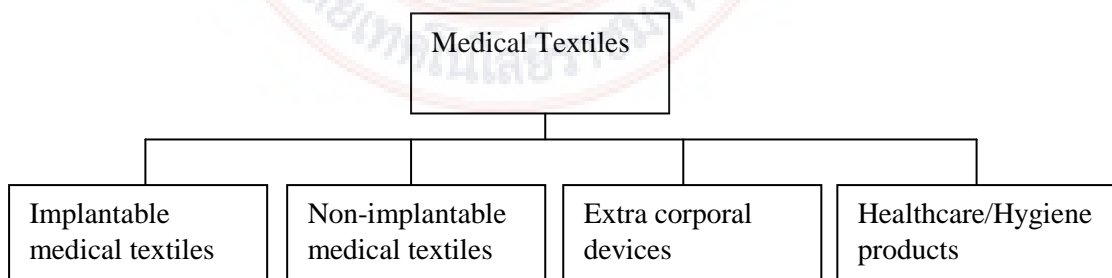 Medical Textiles
Implantable
medical textiles
Non-implantable
medical textiles
Extra corporal
devices
Healthcare/Hygiene
products